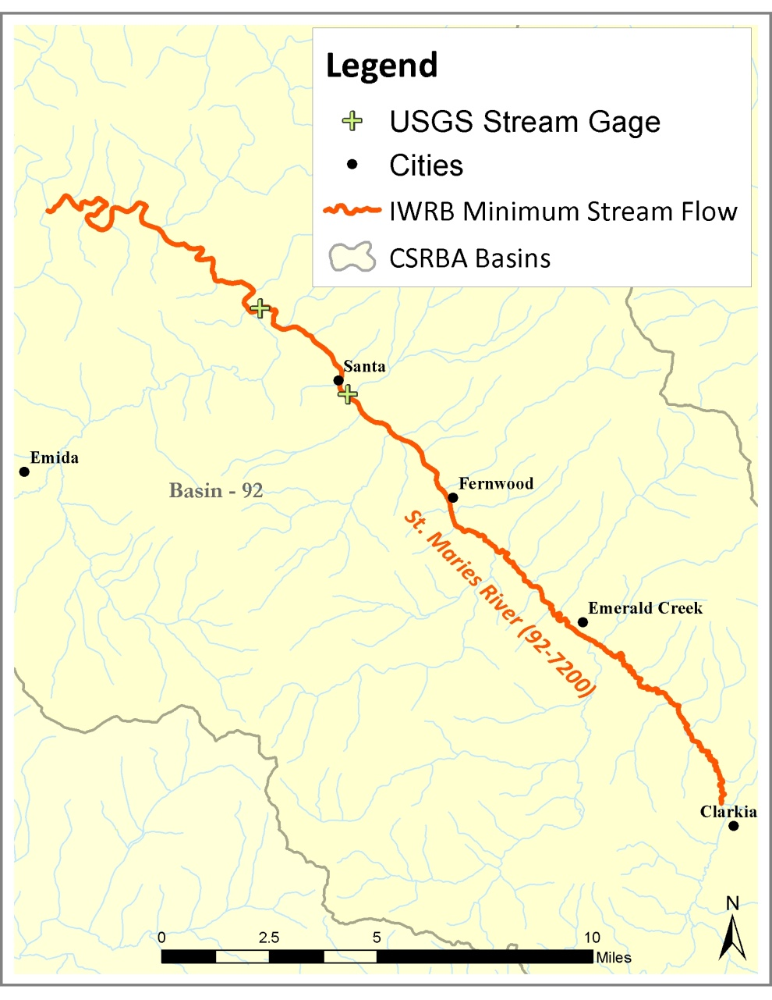 Legend
USGS Stream Gage
Cities
IWRB Minimum Stream Flow
CSRBA Basins
Santa
Emida
Fernwood
Basin - 92
St. Maries River (92-7200)
Emerald Creek
Clarkia
N
0 2.5 5 10
Miles